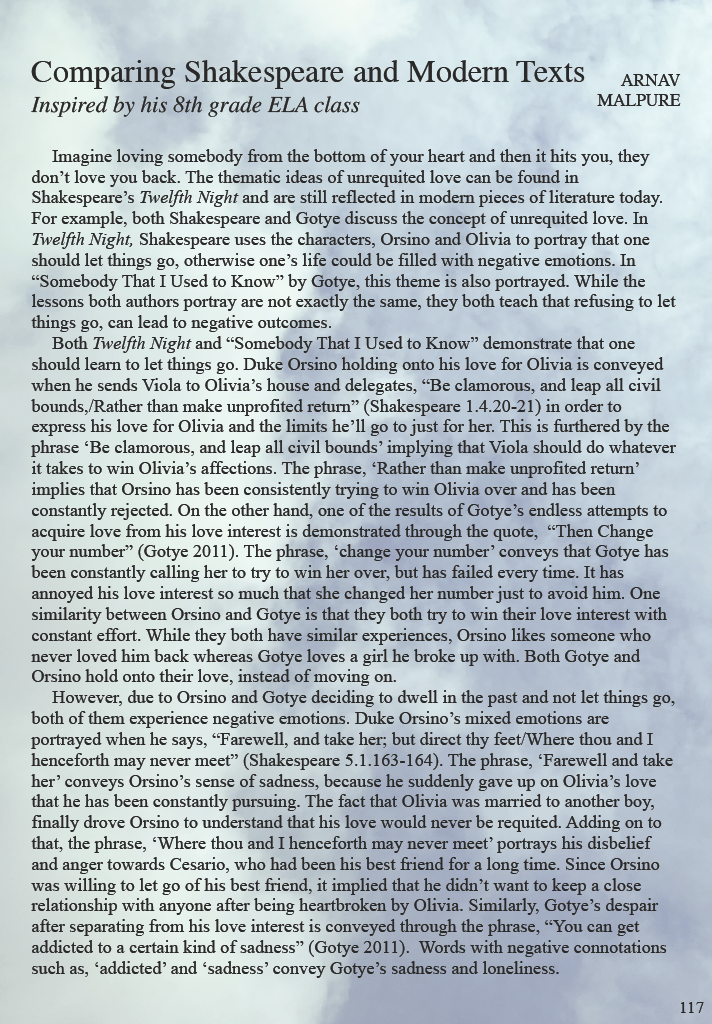 Comparing Shakespeare and Modern Texts
ARNAV
MALPURE
Inspired by his 8th grade ELA class
Imagine loving somebody from the bottom of your heart and then it hits you, they
don’t love you back. The thematic ideas of unrequited love can be found in
Shakespeare’s Twelfth Night and are still reflected in modern pieces of literature today.
For example, both Shakespeare and Gotye discuss the concept of unrequited love. In
Twelfth Night, Shakespeare uses the characters, Orsino and Olivia to portray that one
should let things go, otherwise one’s life could be filled with negative emotions. In
“Somebody That I Used to Know” by Gotye, this theme is also portrayed. While the
lessons both authors portray are not exactly the same, they both teach that refusing to let
things go, can lead to negative outcomes.
Both Twelfth Night and “Somebody That I Used to Know” demonstrate that one
should learn to let things go. Duke Orsino holding onto his love for Olivia is conveyed
when he sends Viola to Olivia’s house and delegates, “Be clamorous, and leap all civil
bounds,/Rather than make unprofited return” (Shakespeare 1.4.20-21) in order to
express his love for Olivia and the limits he’ll go to just for her. This is furthered by the
phrase ‘Be clamorous, and leap all civil bounds’ implying that Viola should do whatever
it takes to win Olivia’s affections. The phrase, ‘Rather than make unprofited return’
implies that Orsino has been consistently trying to win Olivia over and has been
constantly rejected. On the other hand, one of the results of Gotye’s endless attempts to
acquire love from his love interest is demonstrated through the quote, “Then Change
your number” (Gotye 2011). The phrase, ‘change your number’ conveys that Gotye has
been constantly calling her to try to win her over, but has failed every time. It has
annoyed his love interest so much that she changed her number just to avoid him. One
similarity between Orsino and Gotye is that they both try to win their love interest with
constant effort. While they both have similar experiences, Orsino likes someone who
never loved him back whereas Gotye loves a girl he broke up with. Both Gotye and
Orsino hold onto their love, instead of moving on.
However, due to Orsino and Gotye deciding to dwell in the past and not let things go,
both of them experience negative emotions. Duke Orsino’s mixed emotions are
portrayed when he says, “Farewell, and take her; but direct thy feet/Where thou and I
henceforth may never meet” (Shakespeare 5.1.163-164). The phrase, ‘Farewell and take
her’ conveys Orsino’s sense of sadness, because he suddenly gave up on Olivia’s love
that he has been constantly pursuing. The fact that Olivia was married to another boy,
finally drove Orsino to understand that his love would never be requited. Adding on to
that, the phrase, ‘Where thou and I henceforth may never meet’ portrays his disbelief
and anger towards Cesario, who had been his best friend for a long time. Since Orsino
was willing to let go of his best friend, it implied that he didn’t want to keep a close
relationship with anyone after being heartbroken by Olivia. Similarly, Gotye’s despair
after separating from his love interest is conveyed through the phrase, “You can get
addicted to a certain kind of sadness” (Gotye 2011). Words with negative connotations
such as, ‘addicted’ and ‘sadness’ convey Gotye’s sadness and loneliness.
117